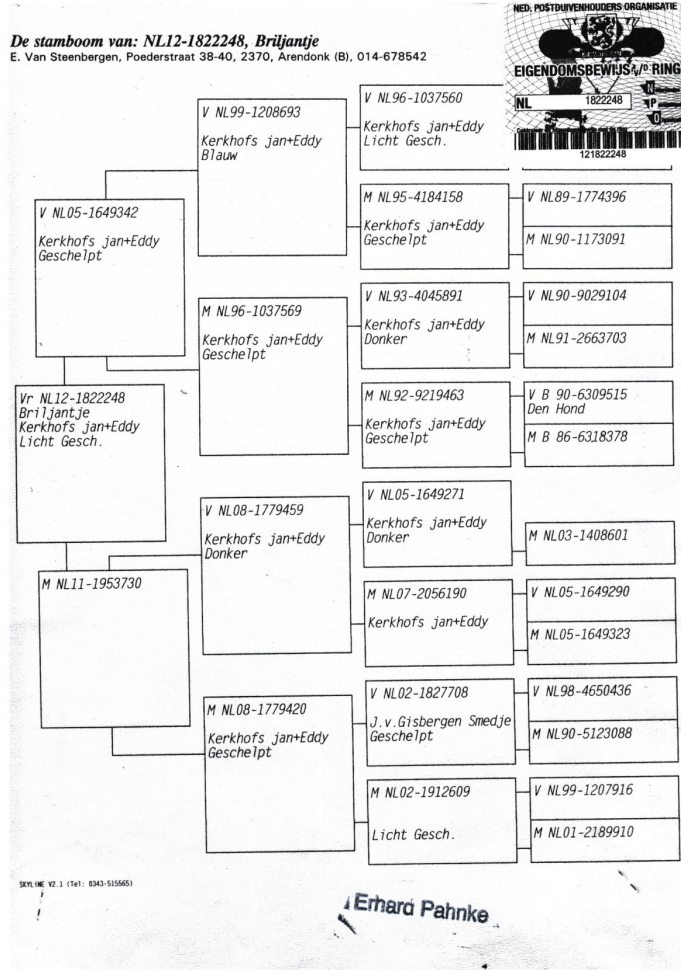 NED. POSTDUIVENHOUDERS ORGANISATIE
De stamboom van: NL12-1822248, Briljantje
E. Van Steenbergen, Poederstraat 38-40, 2370, Arendonk (B), 014-678542
EIGENDOMSBEWIJS v/d RING
NL 1822248
N
P
O
121822248
V NL96-1037560
Kerkhofs jan+Eddy
Licht Gesch.
V NL99-1208693
Kerkhofs jan+Eddy
Blauw
M NL95-4184158
Kerkhofs jan+Eddy
Geschelpt
V NL89-1774396
M NL90-1173091
V NL05-1649342
Kerkhofs jan+Eddy
Geschelpt
V NL93-4045891
Kerkhofs jan+Eddy
Donker
V NL90-9029104
M NL91-2663703
M NL96-1037569
Kerkhofs jan+Eddy
Geschelpt
M NL92-9219463
Kerkhofs jan+Eddy
Geschelpt
V B 90-6309515
Den Hond
M B 86-6318378
Vr NL12-1822248
Briljantje
Kerkhofs jan+Eddy
Licht Gesch.
V NL05-1649271
Kerkhofs jan+Eddy
Donker
M NL03-1408601
V NL08-1779459
Kerkhofs jan+Eddy
Donker
M NL07-2056190
Kerkhofs jan+Eddy
V NL05-1649290
M NL05-1649323
M NL11-1953730
V NL02-1827708
J.v.Gisbergen Smedje
Geschelpt
V NL98-4650436
M NL90-5123088
M NL08-1779420
Kerkhofs jan+Eddy
Geschelpt
M NL02-1912609
Licht Gesch.
V NL99-1207916
M NL01-2189910
SKYLINE V2.1 (Tel: 0343-515565)
Erhard Pahnke